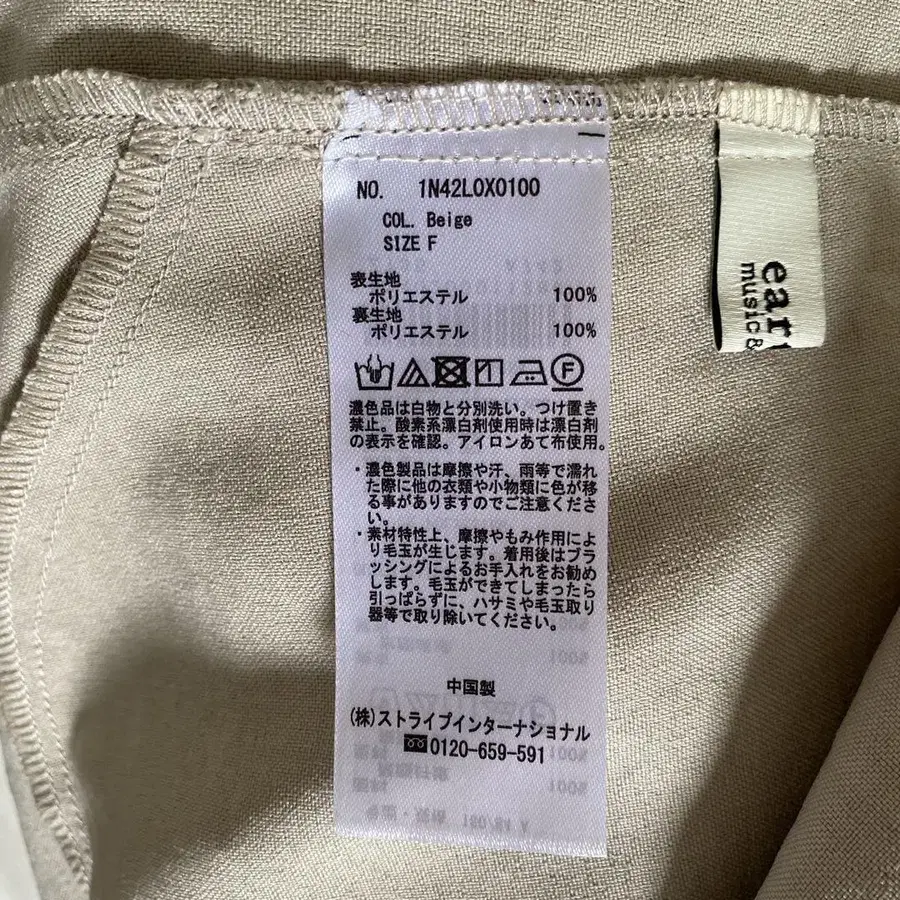 NO. 1N42L0X0100
COL. Beige
SIZE F
表生地
ポリエステル 100%
裏生地
ポリエステル 100%
F
濃色品は白物と分別洗い。つけ置き
禁止。酸素系漂白剤使用時は漂白剤
の表示を確認。アイロンあて布使用。
・濃色製品は摩擦や汗、雨等で濡れ
た際に他の衣類や小物類に色が移
る事がありますのでご注意くださ
い。
・素材特性上、摩擦やもみ作用によ
り毛玉が生じます。着用後はブラ
ッシングによるお手入れをお勧め
します。毛玉ができてしまったら
引っぱらずに、ハサミや毛玉取り
器等で取り除いてください。
中国製
(株)ストライプインターナショナル
0120-659-591
music &